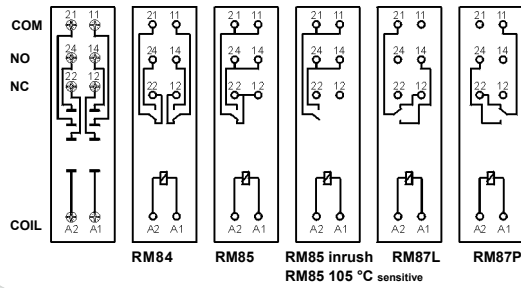 21 11 21 11 21 11 21 11 21 11 21 11
COM
24 14 24 14 24 14 24 14 24 14 24 14
NO
22 12 22 12 22 12 22 12 22 12 22 12
NC
COIL A2 A1 A2 A1 A2 A1 A2 A1 A2 A1 A2 A1
RM84 RM85 RM85 inrush RM87L RM87P
RM85 105 °C sensitive